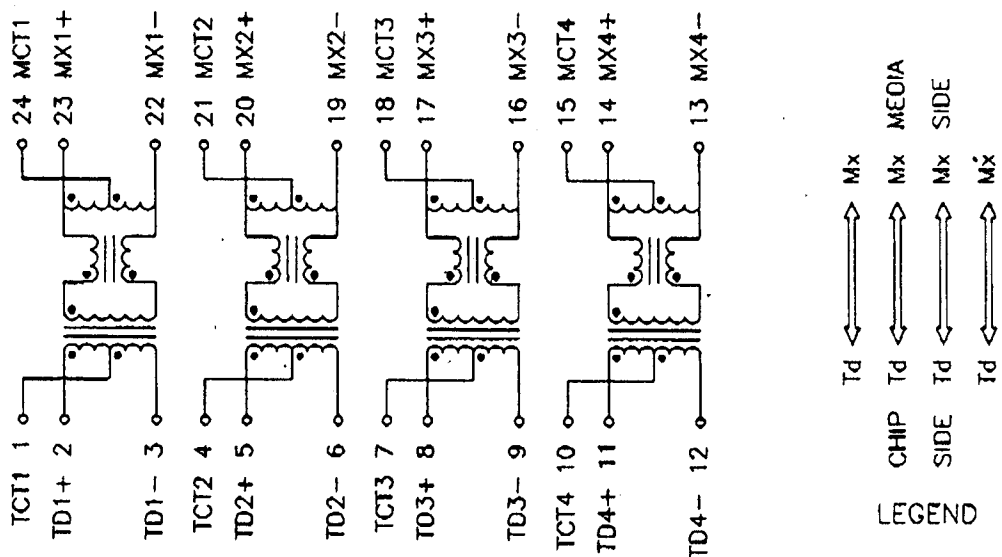 24 MCT1
23 MX1+
22 MX1-
21 MCT2
20 MX2+
19 MX2-
18 MCT3
17 MX3+
16 MX3-
15 MCT4
14 MX4+
13 MX4-
TCT1 1
TD1+ 2
TD1- 3
TCT2 4
TD2+ 5
TD2- 6
TCT3 7
TD3+ 8
TD3- 9
TCT4 10
TD4+ 11
TD4- 12
Td Mx
CHIP Td Mx MEDIA
SIDE Td Mx SIDE
Td Mx
LEGEND